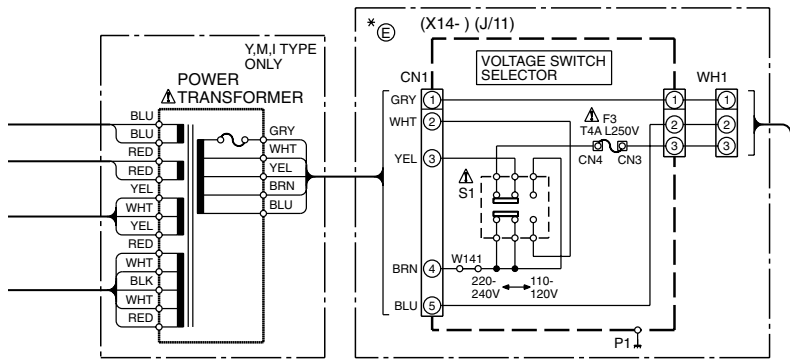 Y,M,I TYPE
ONLY
POWER
TRANSFORMER
BLU
BLU
RED
RED
YEL
WHT
YEL
RED
WHT
BLK
WHT
RED
GRY
WHT
YEL
BRN
BLU
* E (X14- ) (J/11)
VOLTAGE SWITCH
SELECTOR
CN1
WH1
GRY 1
WHT 2
YEL 3
BRN 4
BLU 5
F3
T4A L250V
CN4 CN3
S1
W141
220-
240V
110-
120V
1 1
2 2
3 3
P1